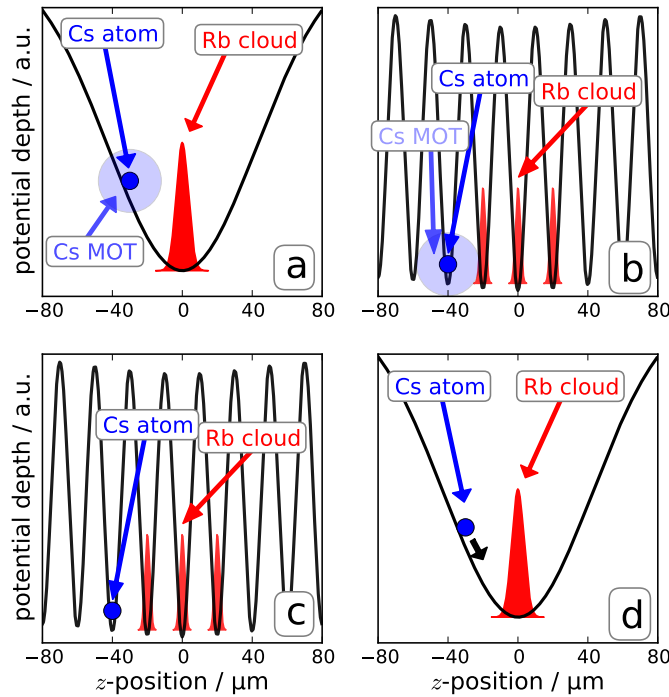 potential depth / a.u.
Cs atom
Rb cloud
Cs MOT
a
−80 −40 0 40 80
Cs atom
Rb cloud
Cs MOT
b
−80 −40 0 40 80
potential depth / a.u.
Cs atom
Rb cloud
c
−80 −40 0 40 80
z-position / μm
Cs atom
Rb cloud
d
−80 −40 0 40 80
z-position / μm